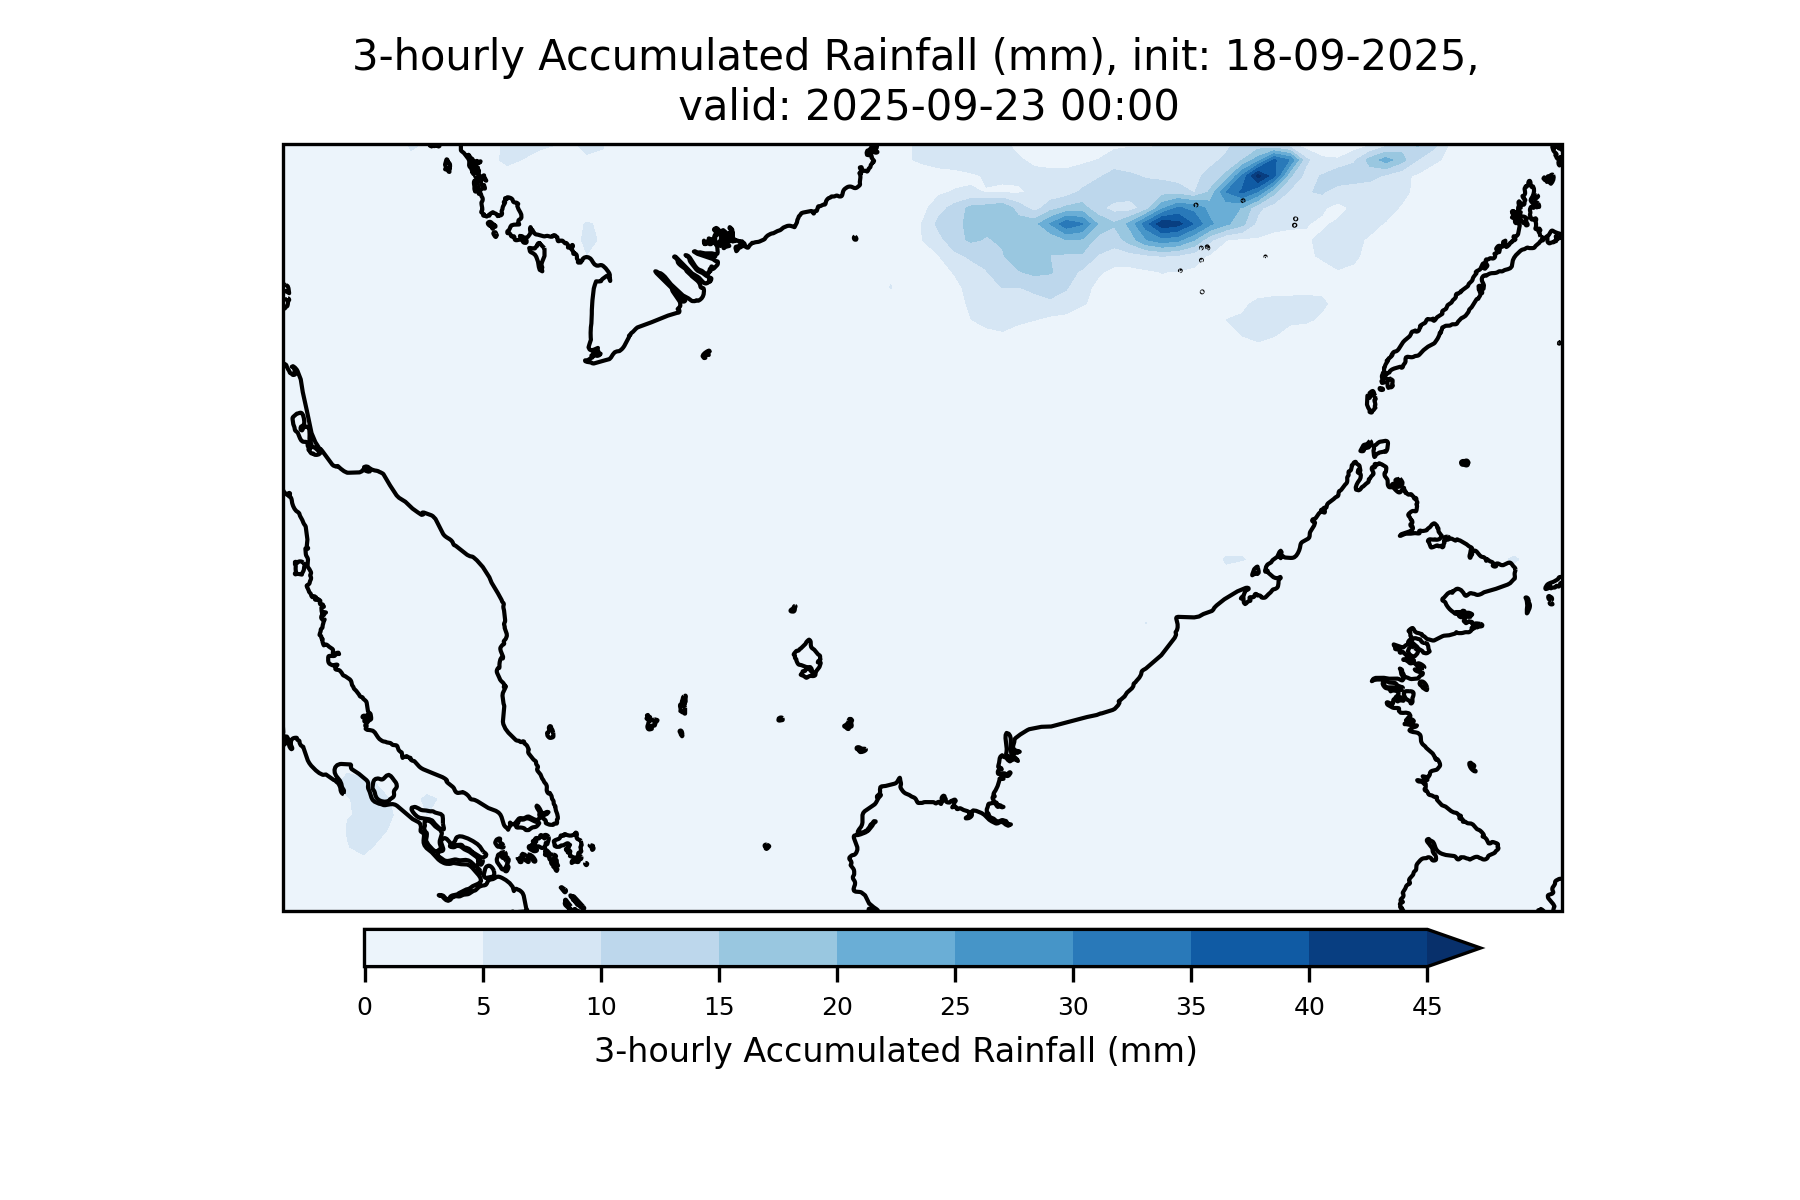 3-hourly Accumulated Rainfall (mm), init: 18-09-2025,
valid: 2025-09-23 00:00
0 5 10 15 20 25 30 35 40 45
3-hourly Accumulated Rainfall (mm)